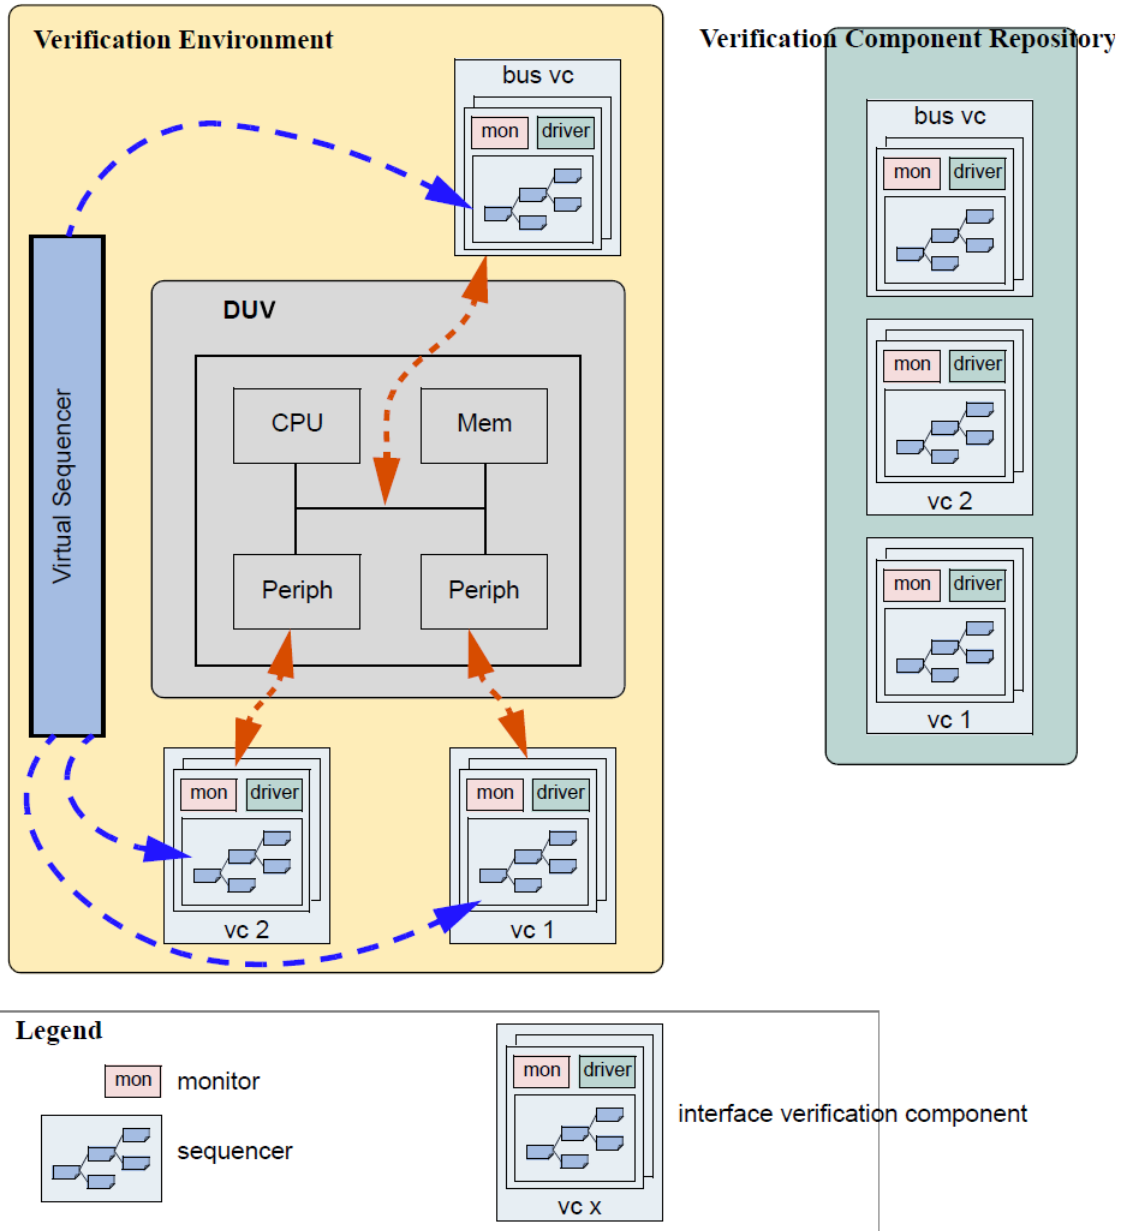 Verification Environment
Verification Component Repository
bus vc
mon driver
bus vc
mon driver
Virtual Sequencer
DUV
CPU Mem
Periph Periph
mon driver
vc 2
mon driver
vc 1
mon driver
vc 2
mon driver
vc 1
Legend
mon monitor
sequencer
mon driver
interface verification component
vc x